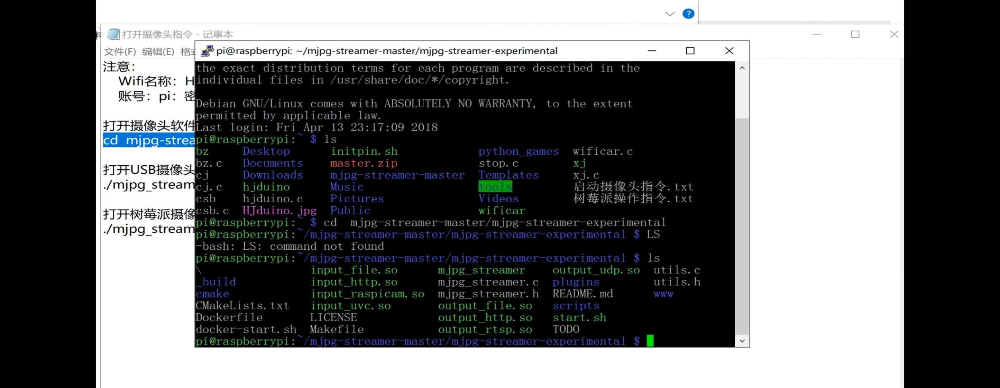 ?
打开摄像头指令 - 记事本
文件(F) 编辑(E)
注意：
Wifi名称：H
账号：pi：密
打开摄像头软件
cd mjpg-strea
打开USB摄像头
./mjpg_stream
打开树莓派摄像
./mjpg_stream
pi@raspberrypi: ~/mjpg-streamer-master/mjpg-streamer-experimental
the exact distribution terms for each program are described in the
individual files in /usr/share/doc/*/copyright.
Debian GNU/Linux comes with ABSOLUTELY NO WARRANTY, to the extent
permitted by applicable law.
Last login: Fri Apr 13 23:17:09 2018
pi@raspberrypi:~ $ ls
bz Desktop initpin.sh python_games wificar.c
bz.c Documents master.zip stop.c xj
cj Downloads mjpg-streamer-master Templates xj.c
cj.c hjduino Music tools 启动摄像头指令.txt
csb hjduino.c Pictures Videos 树莓派操作指令.txt
csb.c HJduino.jpg Public wificar
pi@raspberrypi:~ $ cd  mjpg-streamer-master/mjpg-streamer-experimental
pi@raspberrypi:~/mjpg-streamer-master/mjpg-streamer-experimental $ LS
-bash: LS: command not found
pi@raspberrypi:~/mjpg-streamer-master/mjpg-streamer-experimental $ ls
\ input_file.so mjpg_streamer output_udp.so utils.c
_build input_http.so mjpg_streamer.c plugins utils.h
cmake input_raspicam.so mjpg_streamer.h README.md www
CMakeLists.txt input_uvc.so output_file.so scripts
Dockerfile LICENSE output_http.so start.sh
docker-start.sh Makefile output_rtsp.so TODO
pi@raspberrypi:~/mjpg-streamer-master/mjpg-streamer-experimental $